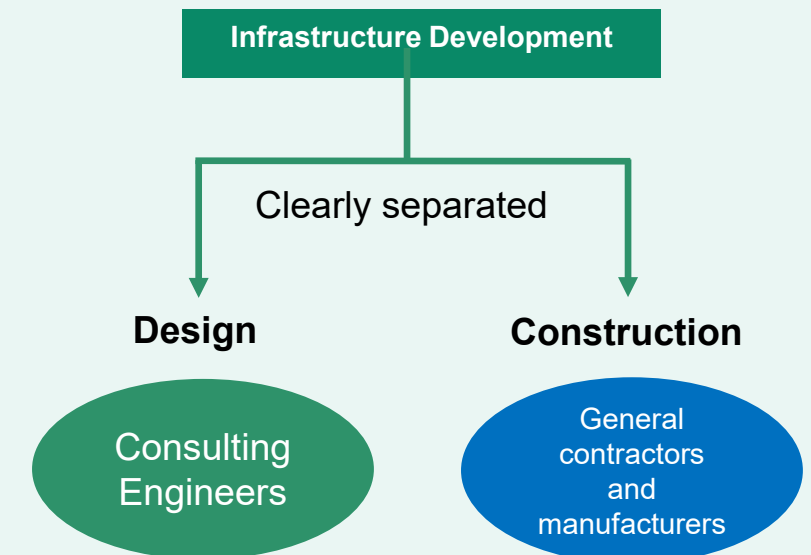 Infrastructure Development
Clearly separated
Design
Construction
Consulting
Engineers
General
contractors
and
manufacturers